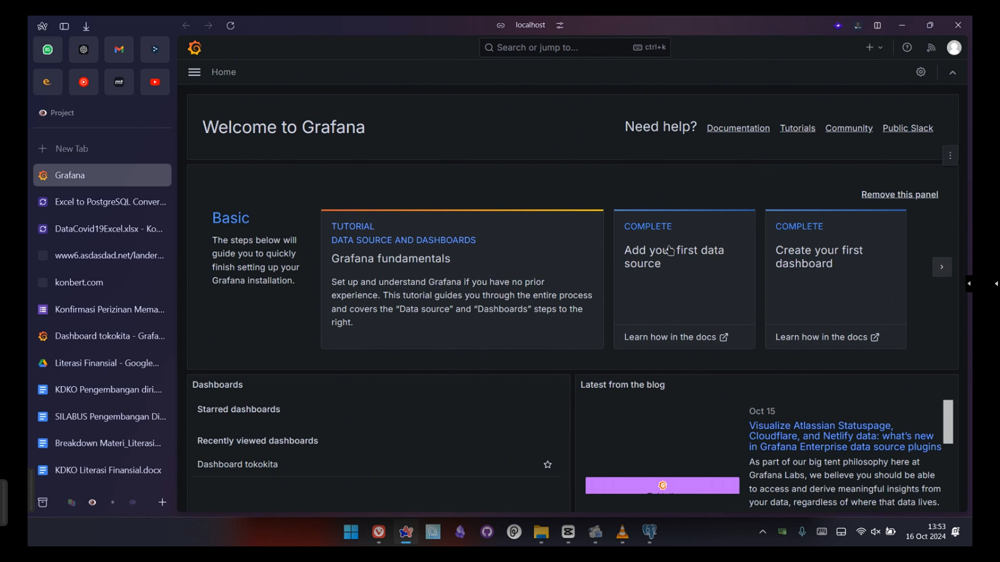 localhost
85
Search or jump to...
ctrl+k
mt
Home
Project
Welcome to Grafana
Need help?
Documentation
Tutorials
Community
Public Slack
New Tab
Grafana
Excel to PostgreSQL Conver...
DataCovid19Excel.xlsx - Ko...
www6.asdasdad.net/lander...
konbert.com
Konfirmasi Perizinan Mema...
Dashboard tokokita - Grafa...
Literasi Finansial - Google...
KDKO Pengembangan diri....
SILABUS Pengembangan Di...
Breakdown Materi_Literasi...
KDKO Literasi Finansial.docx
Remove this panel
Basic
The steps below will
guide you to quickly
finish setting up your
Grafana installation.
TUTORIAL
DATA SOURCE AND DASHBOARDS
Grafana fundamentals
Set up and understand Grafana if you have no prior
experience. This tutorial guides you through the entire process
and covers the “Data source” and “Dashboards” steps to the
right.
COMPLETE
Add your first data
source
Learn how in the docs
COMPLETE
Create your first
dashboard
Learn how in the docs
Dashboards
Starred dashboards
Recently viewed dashboards
Dashboard tokokita
Latest from the blog
Oct 15
Visualize Atlassian Statuspage,
Cloudflare, and Netlify data: what's new
in Grafana Enterprise data source plugins
As part of our big tent philosophy here at
Grafana Labs, we believe you should be able
to access and derive meaningful insights from
your data, regardless of where that data lives.
13:53
16 Oct 2024